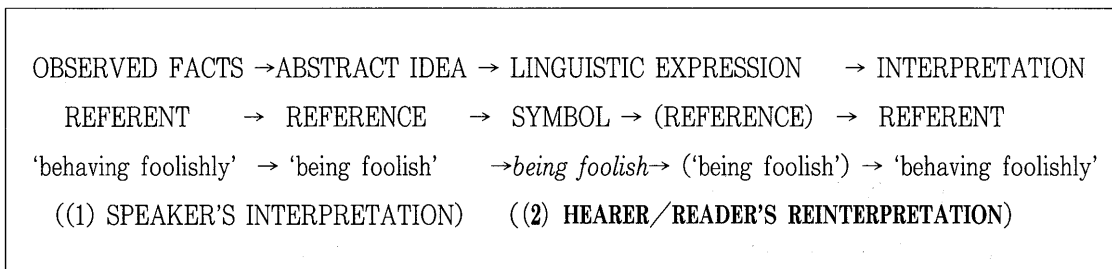 OBSERVED FACTS →ABSTRACT IDEA → LINGUISTIC EXPRESSION → INTERPRETATION
REFERENT → REFERENCE → SYMBOL → (REFERENCE) → REFERENT
‘behaving foolishly’ → ‘being foolish’ →being foolish→ (‘being foolish’) → ‘behaving foolishly’
((1) SPEAKER’S INTERPRETATION) ((2) HEARER／READER’S REINTERPRETATION)